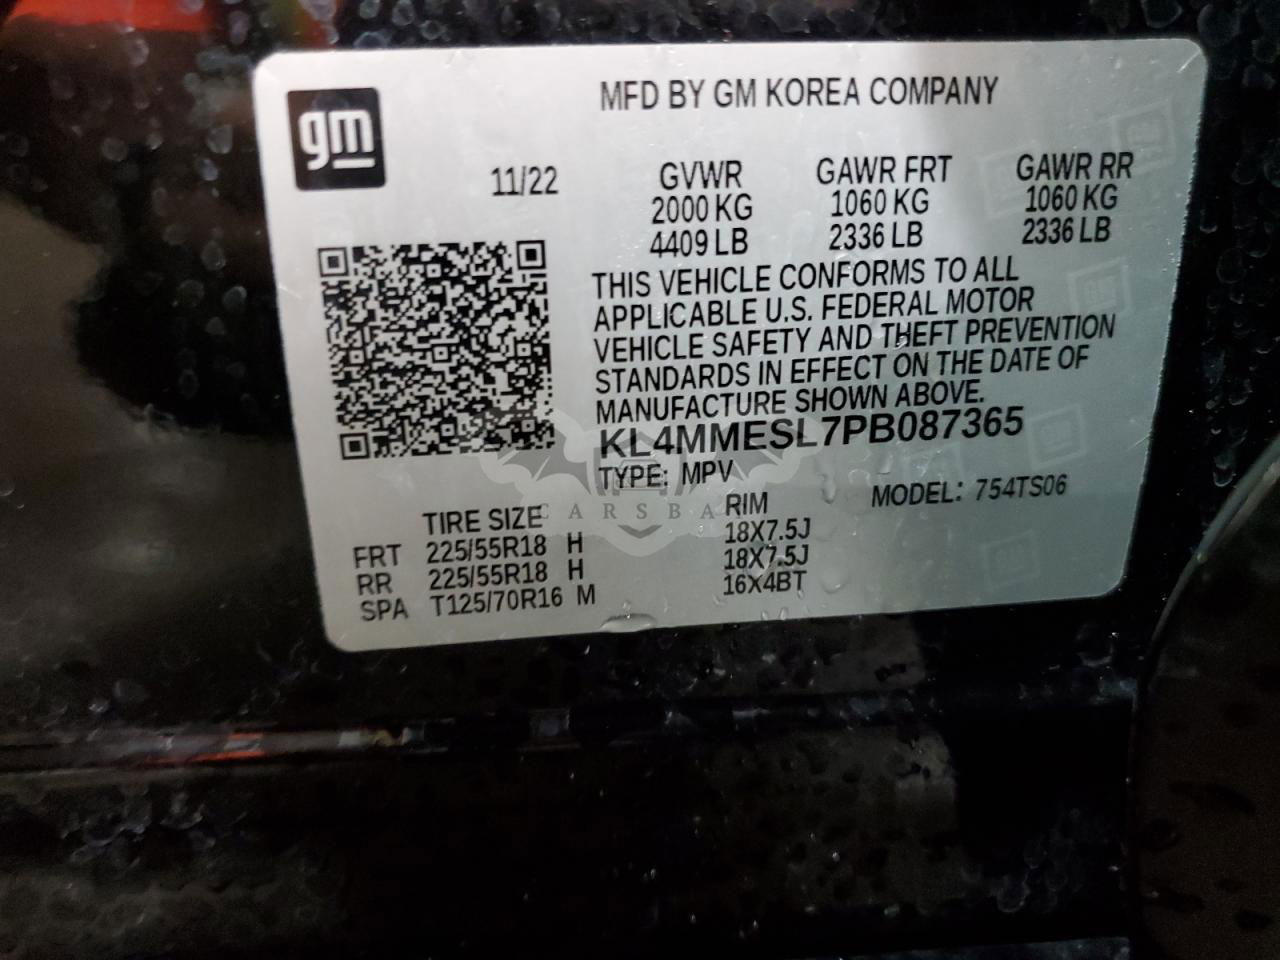 gm
MFD BY GM KOREA COMPANY
11/22
GVWR GAWR FRT GAWR RR
2000 KG 1060 KG 1060 KG
4409 LB 2336 LB 2336 LB
THIS VEHICLE CONFORMS TO ALL
APPLICABLE U.S. FEDERAL MOTOR
VEHICLE SAFETY AND THEFT PREVENTION
STANDARDS IN EFFECT ON THE DATE OF
MANUFACTURE SHOWN ABOVE.
KL4MMESL7PB087365
TYPE: MPV
MODEL: 754TS06
TIRE SIZE RIM
FRT 225/55R18 H 18X7.5J
RR 225/55R18 H 18X7.5J
SPA T125/70R16 M 16X4BT